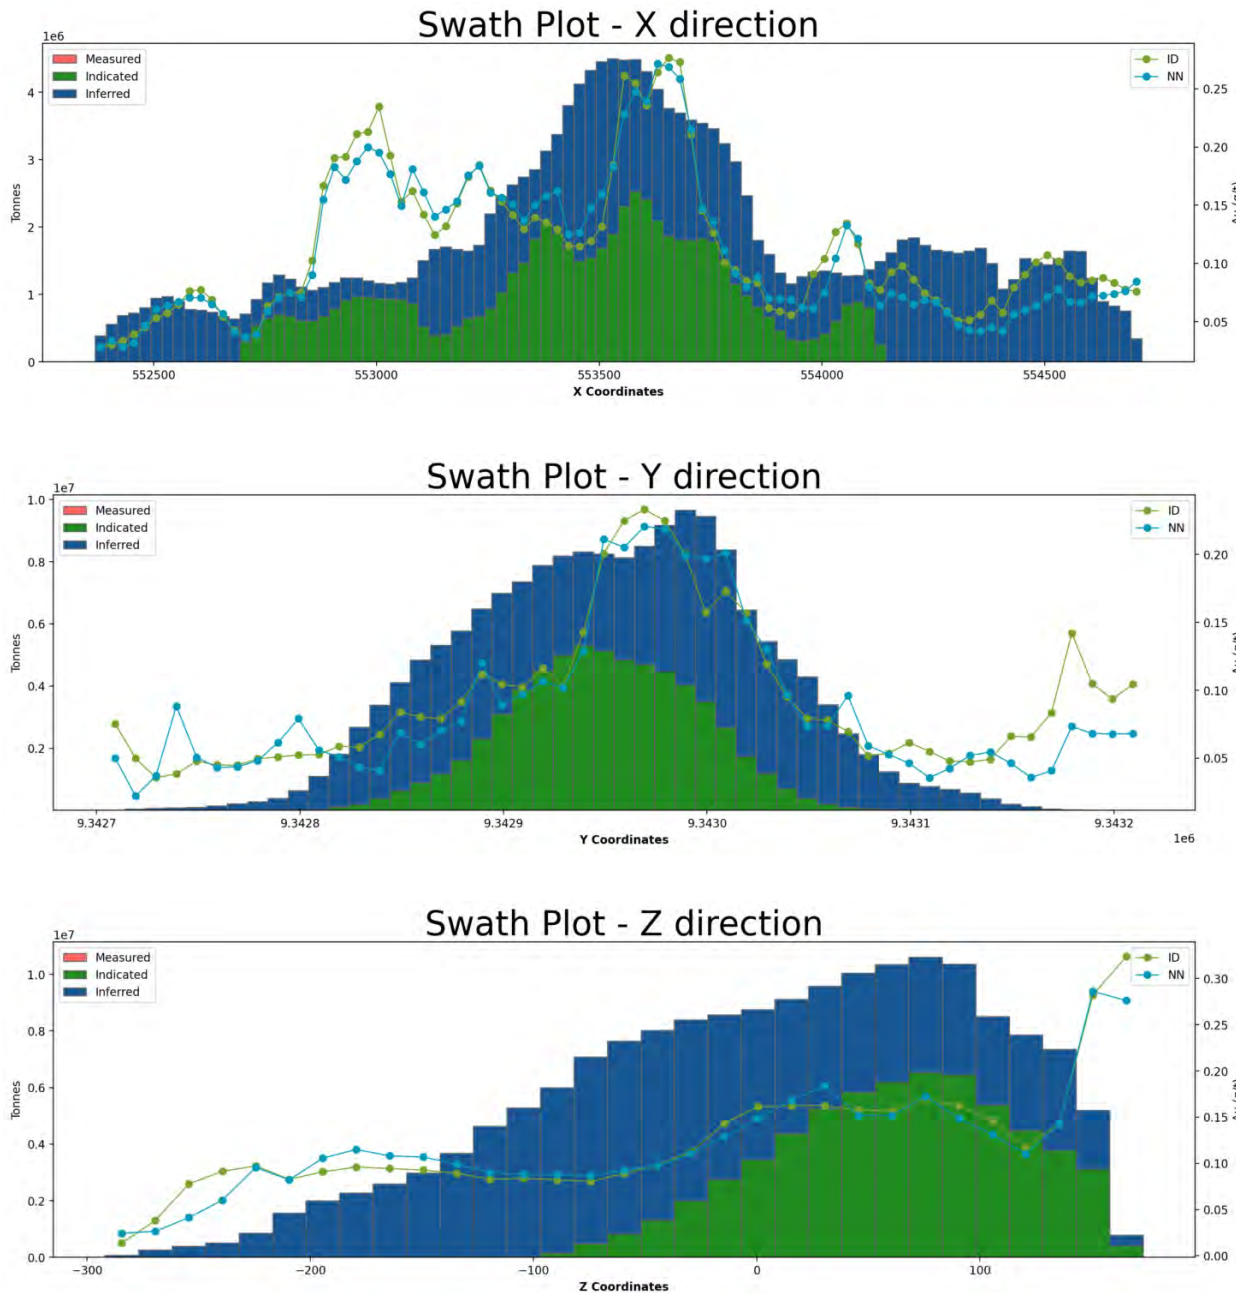 Swath Plot - X direction
1e6
Measured
Indicated
Inferred
ID
NN
4
3
2
1
0
Tonnes
0.25
0.20
0.15
0.10
0.05
552500 553000 553500 554000 554500
X Coordinates
Swath Plot - Y direction
1e7
Measured
Indicated
Inferred
ID
NN
1.0
0.8
0.6
0.4
0.2
Tonnes
0.20
0.15
0.10
0.05
9.3427 9.3428 9.3429 9.3430 9.3431 9.3432
1e6
Y Coordinates
Swath Plot - Z direction
1e7
Measured
Indicated
Inferred
ID
NN
1.0
0.8
0.6
0.4
0.2
0.0
Tonnes
0.30
0.25
0.20
0.15
0.10
0.05
0.00
−300 −200 −100 0 100
Z Coordinates